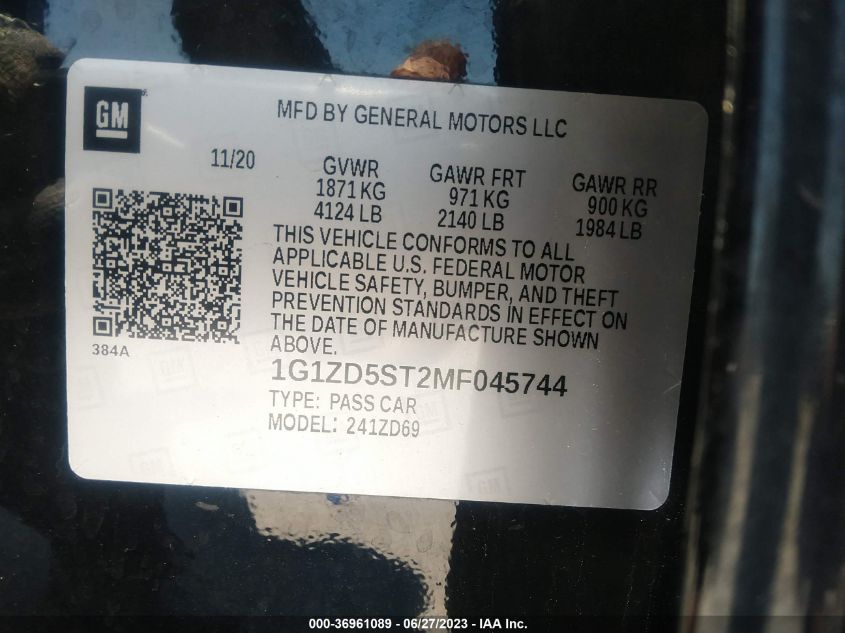 GM
MFD BY GENERAL MOTORS LLC
11/20
GVWR
1871 KG
4124 LB
GAWR FRT
971 KG
2140 LB
GAWR RR
900 KG
1984 LB
THIS VEHICLE CONFORMS TO ALL
APPLICABLE U.S. FEDERAL MOTOR
VEHICLE SAFETY, BUMPER, AND THEFT
PREVENTION STANDARDS IN EFFECT ON
THE DATE OF MANUFACTURE SHOWN
ABOVE.
384A
1G1ZD5ST2MF045744
TYPE: PASS CAR
MODEL: 241ZD69
000-36961089 - 06/27/2023 - IAA Inc.